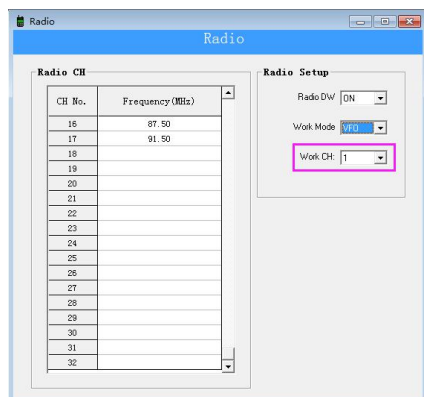 Radio
Radio
Radio CH
CH No. Frequency(MHz)
16 87.50
17 91.50
18
19
20
21
22
23
24
25
26
27
28
29
30
31
32
Radio Setup
Radio DW ON
Work Mode VFO
Work CH: 1